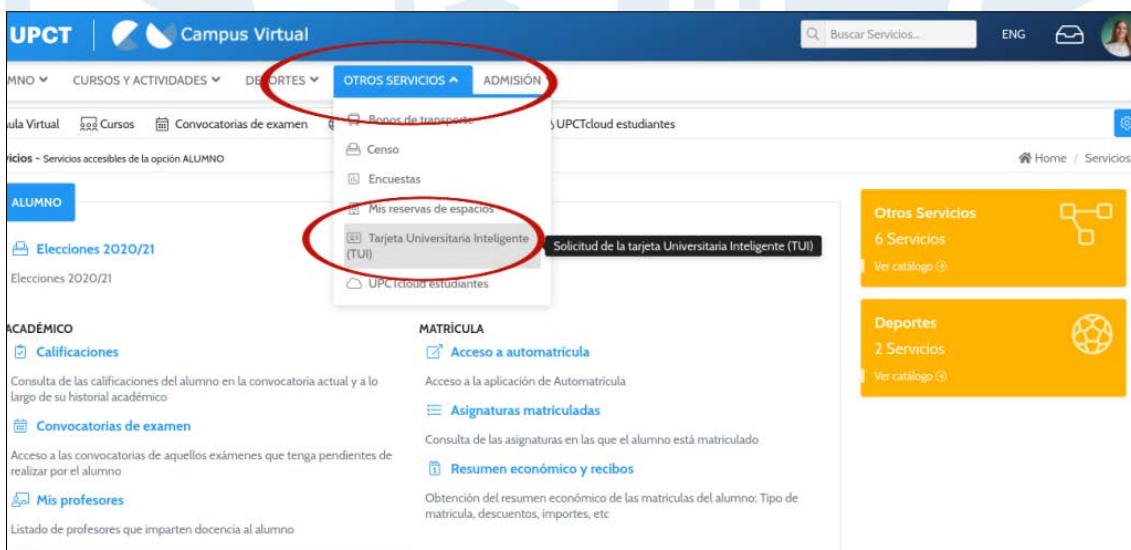 UPCT Campus Virtual Buscar Servicios... ENG
MNO CURSOS Y ACTIVIDADES DEPORTES OTROS SERVICIOS ADMISIÓN
ula Virtual Cursos Convocatorias de examen UPCTcloud estudiantes
Bonos de transporte
Censo
Encuestas
Mis reservas de espacios
Tarjeta Universitaria Inteligente
(TUI)
UPCTcloud estudiantes
Solicitud de la tarjeta Universitaria Inteligente (TUI)
vicios - Servicios accesibles de la opción ALUMNO Home / Servicios
ALUMNO
Elecciones 2020/21
Elecciones 2020/21
ACADÉMICO
Calificaciones
Consulta de las calificaciones del alumno en la convocatoria actual y a lo
largo de su historial académico
Convocatorias de examen
Acceso a las convocatorias de aquellos exámenes que tenga pendientes de
realizar por el alumno
Mis profesores
Listado de profesores que imparten docencia al alumno
MATRÍCULA
Acceso a automatrícula
Acceso a la aplicación de Automatricula
Asignaturas matriculadas
Consulta de las asignaturas en las que el alumno está matriculado
Resumen económico y recibos
Obtención del resumen económico de las matriculas del alumno: Tipo de
matricula, descuentos, importes, etc
Otros Servicios
6 Servicios
Ver catálogo
Deportes
2 Servicios
Ver catálogo